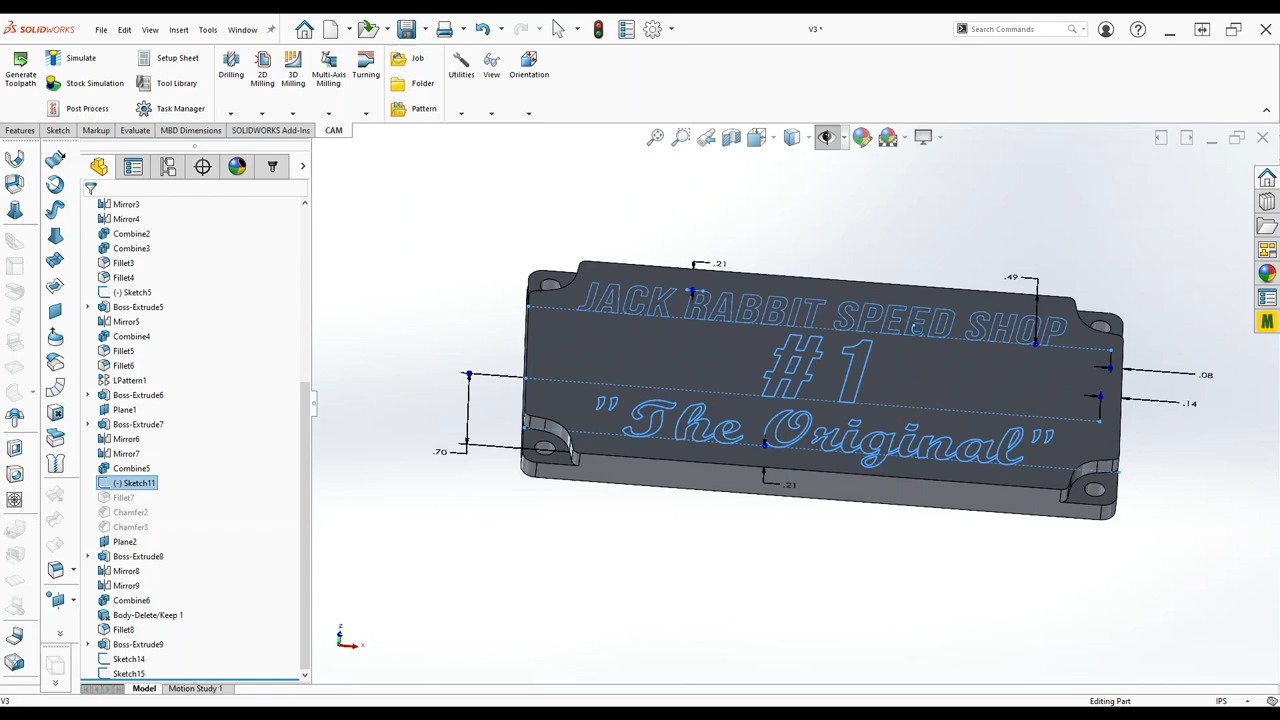 SOLIDWORKS File Edit View Insert Tools Window V3 * Search Commands
Generate Toolpath
Simulate
Stock Simulation
Post Process
Setup Sheet
Tool Library
Task Manager
Drilling
2D Milling
3D Milling
Multi-Axis Milling
Turning
Job
Folder
Pattern
Utilities
View
Orientation
Features Sketch Markup Evaluate MBD Dimensions SOLIDWORKS Add-Ins CAM
Mirror3
Mirror4
Combine2
Combine3
Fillet3
Fillet4
(-) Sketch5
Boss-Extrude5
Mirror5
Combine4
Fillet5
Fillet6
LPattern1
Boss-Extrude6
Plane1
Boss-Extrude7
Mirror6
Mirror7
Combine5
(-) Sketch11
Fillet7
Chamfer2
Chamfer3
Plane2
Boss-Extrude8
Mirror8
Mirror9
Combine6
Body-Delete/Keep 1
Fillet8
Boss-Extrude9
Sketch14
Sketch15
.21
.49
JACK RABBIT SPEED SHOP
#1
"The Original"
.08
.14
.70
.21
Z
X
M
Model Motion Study 1
V3 Editing Part IPS